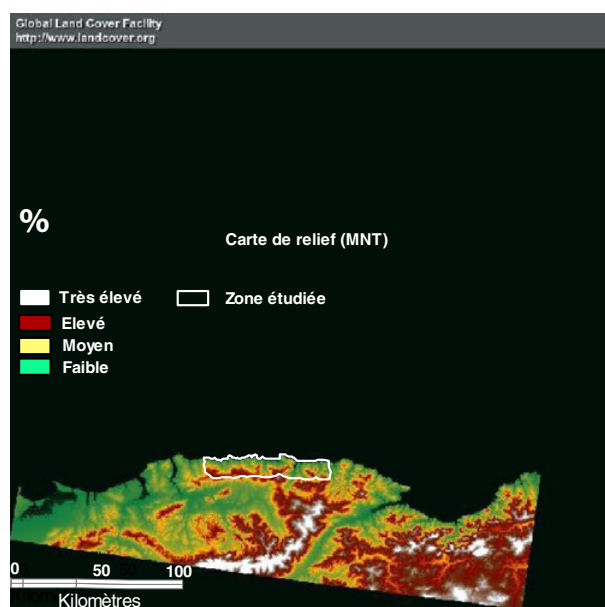 Global Land Cover Facility
http://www.landcover.org
%
Carte de relief (MNT)
Très élevé
Zone étudiée
Elevé
Moyen
Faible
0 50 100
Kilomètres